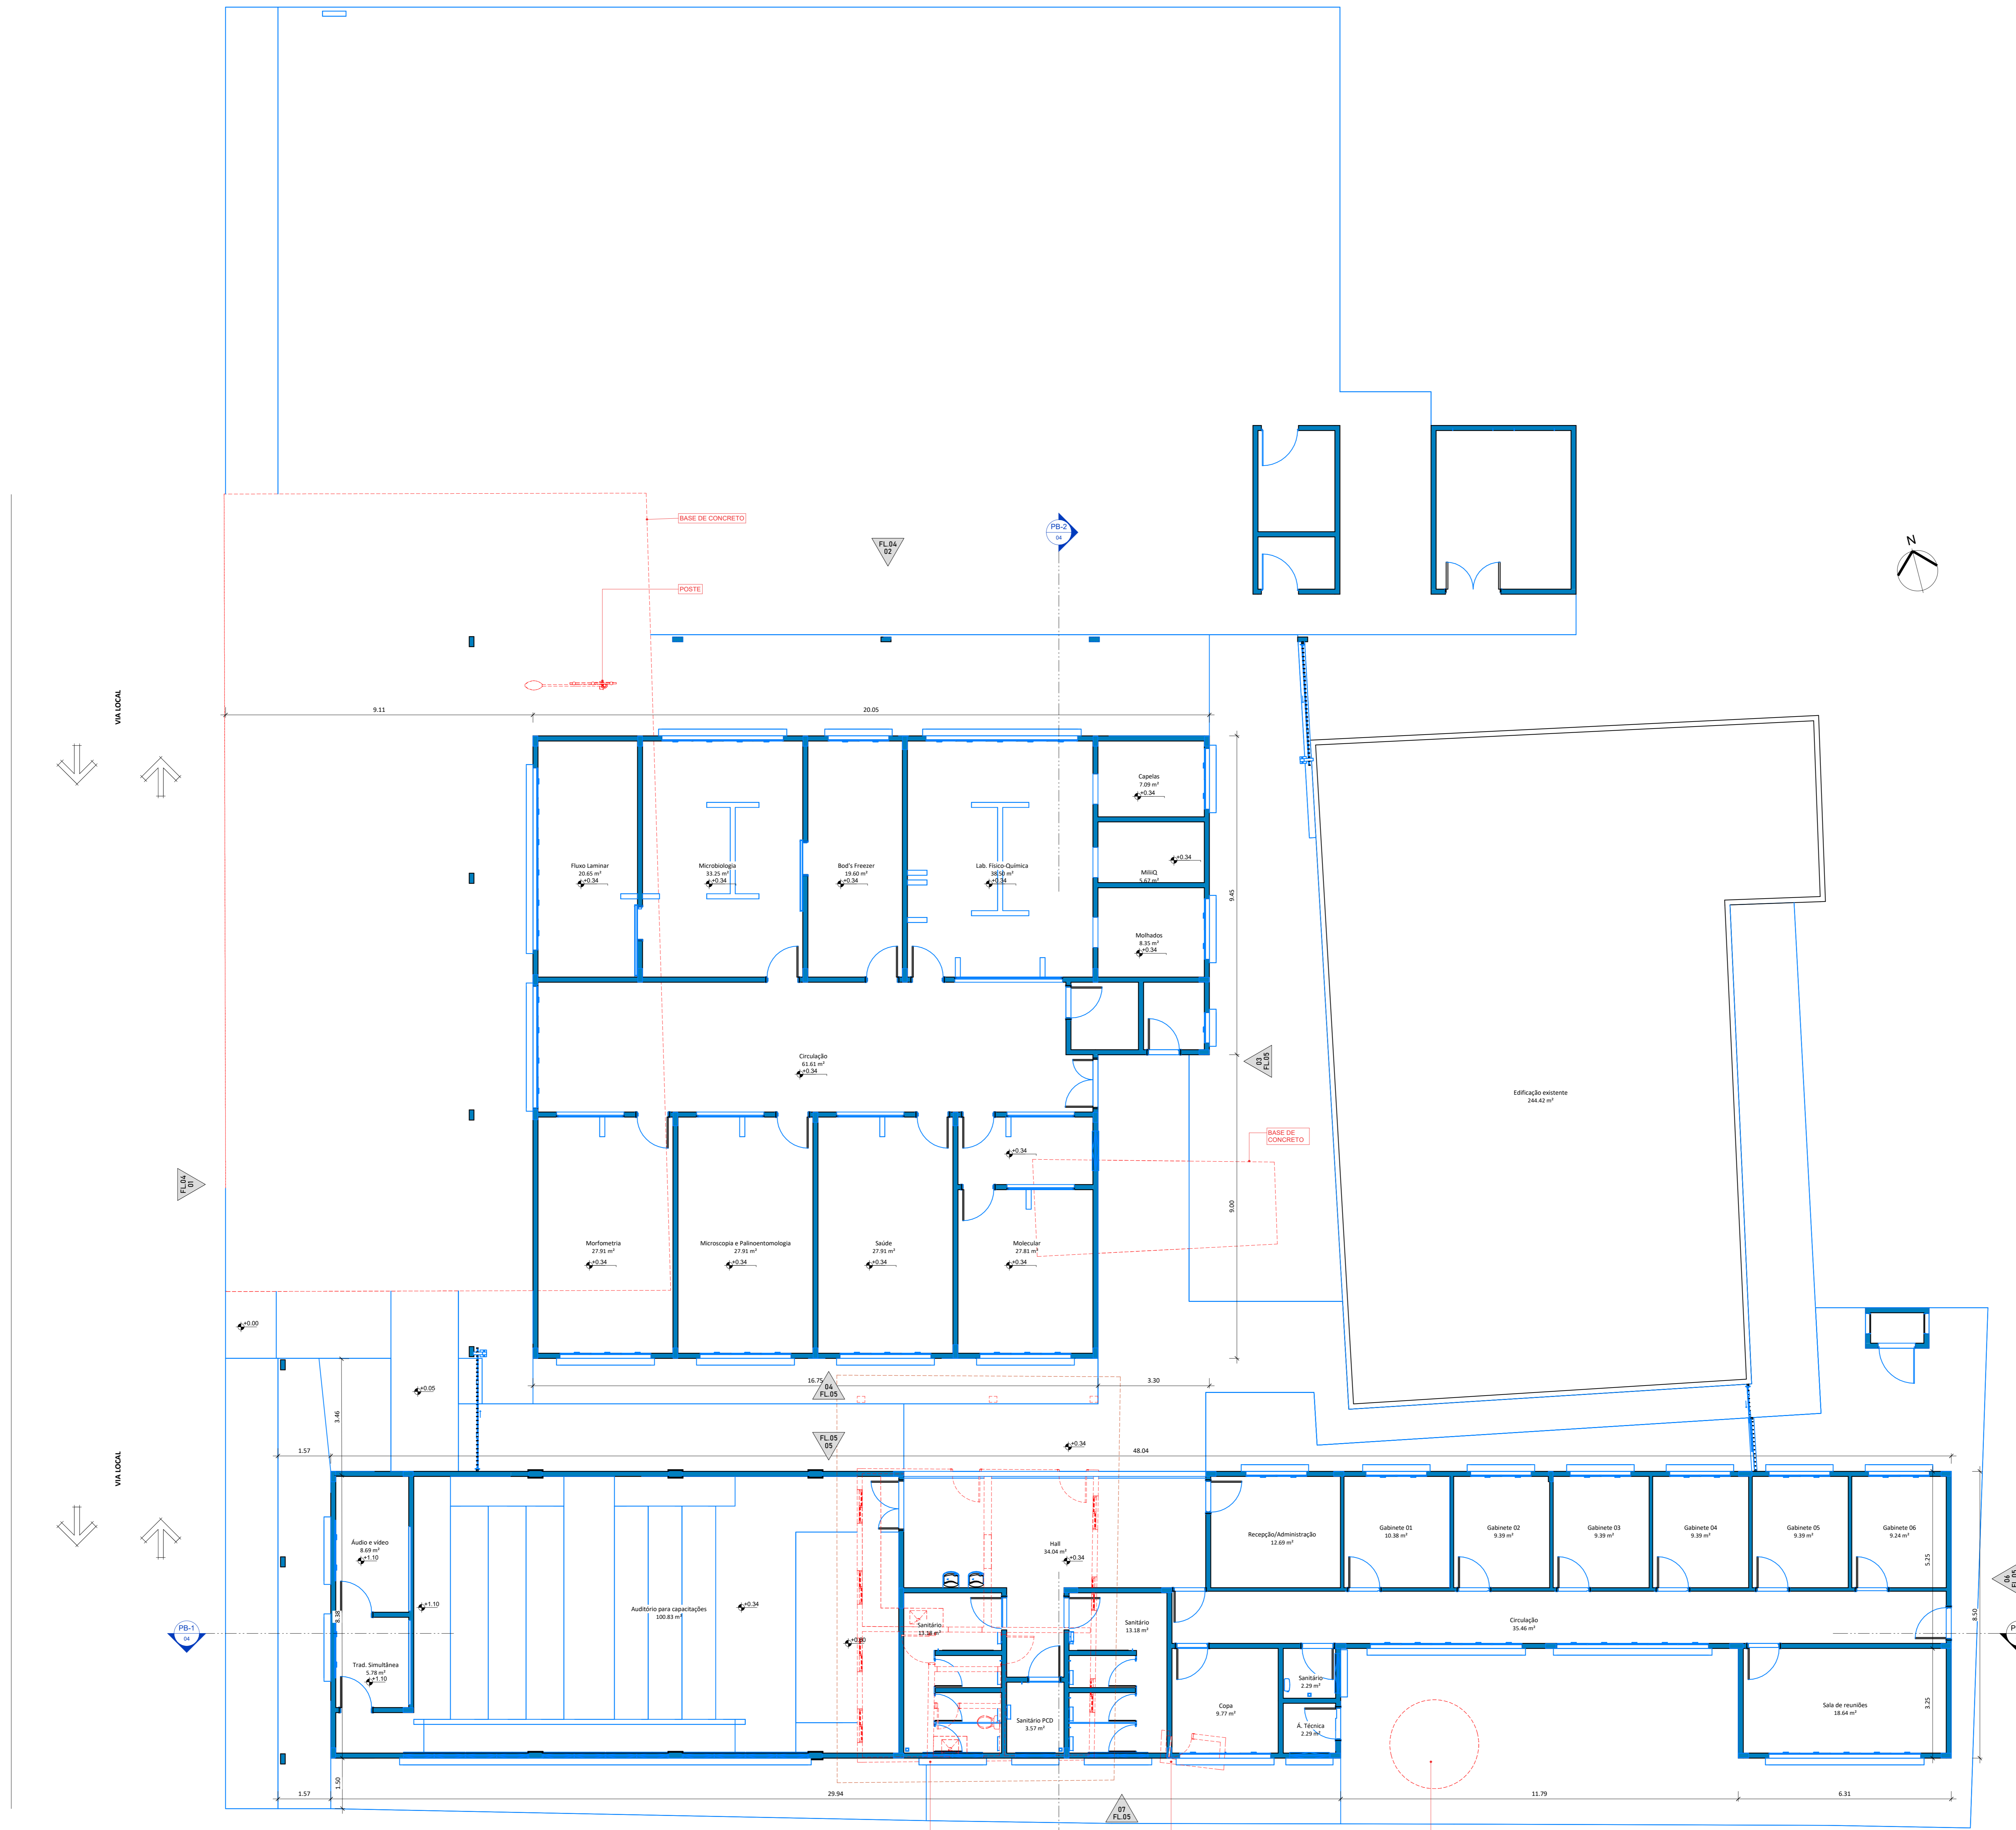 BASE DE CONCRETO
PB-2
04
FL.04
02
N
POSTE
VIA LOCAL
9.11
20.05
Capelas
7.09 m²
+0.34
Fluxo Laminar
20.65 m²
+0.34
Microbiologia
33.25 m²
+0.34
Bod's Freezer
19.60 m²
+0.34
Lab. Físico-Química
38.50 m²
+0.34
+0.34
MiliiQ
5.67 m²
9.45
Molhados
8.35 m²
+0.34
Circulação
61.61 m²
+0.34
03
FL.05
Edificação existente
244.42 m²
BASE DE
CONCRETO
+0.34
FL.04
01
9.00
Morfometria
27.91 m²
+0.34
Microscopia e Palinoentomologia
27.91 m²
+0.34
Saúde
27.91 m²
+0.34
Molecular
27.81 m²
+0.34
+0.00
16.75
3.30
04
FL.05
+0.05
3.46
FL.05
05
+0.34
VIA LOCAL
1.57
48.04
Áudio e vídeo
8.69 m²
+1.10
Hall
34.04 m²
+0.34
Recepção/Administração
12.69 m²
Gabinete 01
10.38 m²
Gabinete 02
9.39 m²
Gabinete 03
9.39 m²
Gabinete 04
9.39 m²
Gabinete 05
9.39 m²
Gabinete 06
9.24 m²
5.25
06
FL.05
8.38
+1.10
Auditório para capacitações
100.83 m²
+0.34
8.50
PB-1
04
+0.00
Sanitário
13.18 m²
Sanitário
13.18 m²
Circulação
35.46 m²
Trad. Simultânea
5.78 m²
+1.10
Sanitário PCD
3.57 m²
Copa
9.77 m²
Sanitário
2.29 m²
Á. Técnica
2.29 m²
Sala de reuniões
18.64 m²
3.25
1.50
1.57
29.94
11.79
6.31
07
FL.05